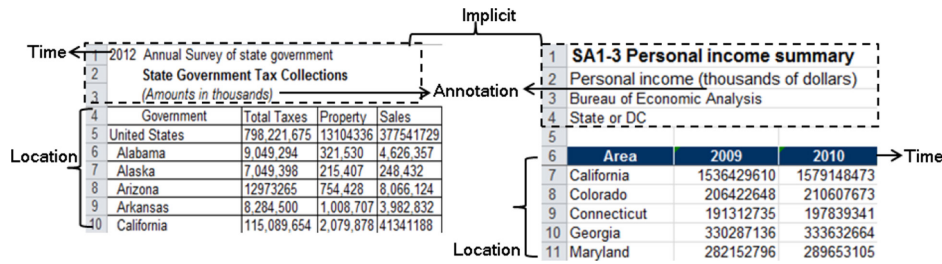 Implicit
Time
1 2012 Annual Survey of state government
2 State Government Tax Collections
3 (Amounts in thousands)
Annotation
Location
4 Government Total Taxes Property Sales
5 United States 798,221,675 13104336 377541729
6 Alabama 9,049,294 321,530 4,626,357
7 Alaska 7,049,398 215,407 248,432
8 Arizona 12973265 754,428 8,066,124
9 Arkansas 8,284,500 1,008,707 3,982,832
10 California 115,089,654 2,079,878 41341188
1 SA1-3 Personal income summary
2 Personal income (thousands of dollars)
3 Bureau of Economic Analysis
4 State or DC
5
6 Area 2009 2010
Time
7 California 1536429610 1579148473
8 Colorado 206422648 210607673
9 Connecticut 191312735 197839341
10 Georgia 330287136 333632664
11 Maryland 282152796 289653105
Location